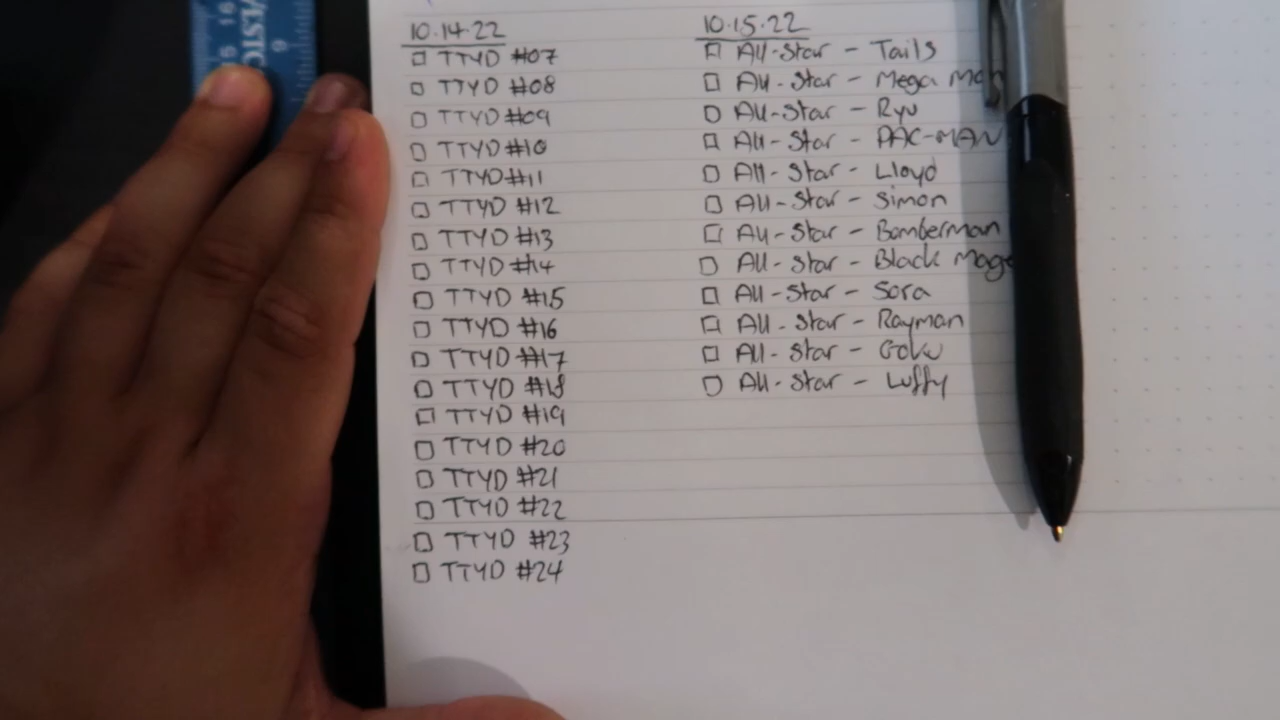 10.14.22
TTYD #07
TTYD #08
TTYD #09
TTYD #10
TTYD #11
TTYD #12
TTYD #13
TTYD #14
TTYD #15
TTYD #16
TTYD #17
TTYD #18
TTYD #19
TTYD #20
TTYD #21
TTYD #22
TTYD #23
TTYD #24
10.15.22
All-Star - Tails
All-Star - Mega Man
All-Star - Ryu
All-Star - PAC-MAN
All-Star - Lloyd
All-Star - Simon
All-Star - Bomberman
All-Star - Black Mage
All-Star - Sora
All-Star - Rayman
All-Star - Goku
All-Star - Luffy
16
15
6